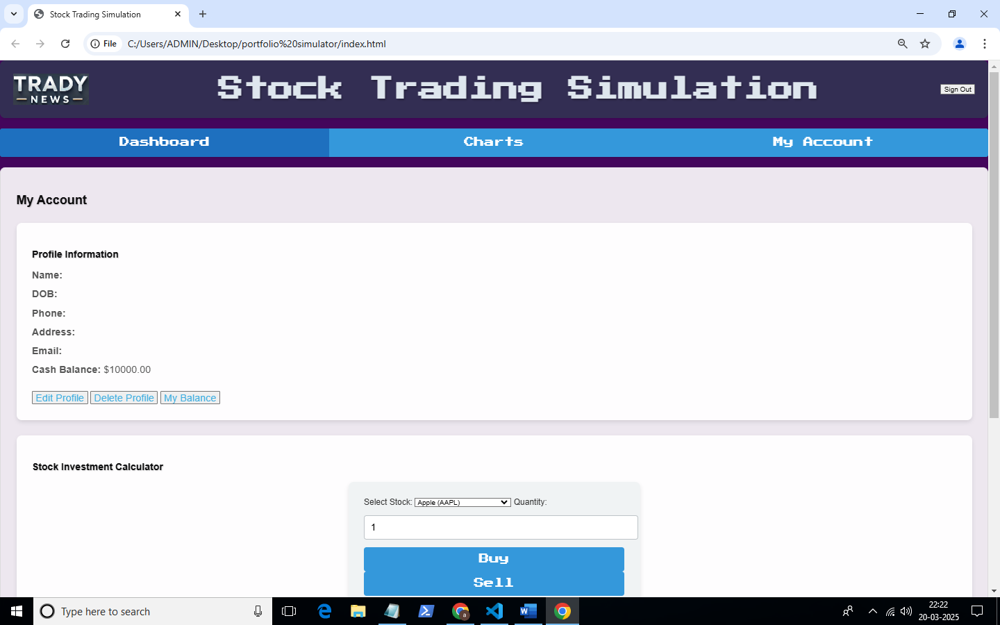 Stock Trading Simulation
File C:/Users/ADMIN/Desktop/portfolio%20simulator/index.html
TRADY
NEWS
Stock Trading Simulation
Sign Out
Dashboard Charts My Account
My Account
Profile Information
Name:
DOB:
Phone:
Address:
Email:
Cash Balance: $10000.00
Edit Profile Delete Profile My Balance
Stock Investment Calculator
Select Stock: Apple (AAPL) Quantity:
1
Buy
Sell
Type here to search
a
22:22
20-03-2025